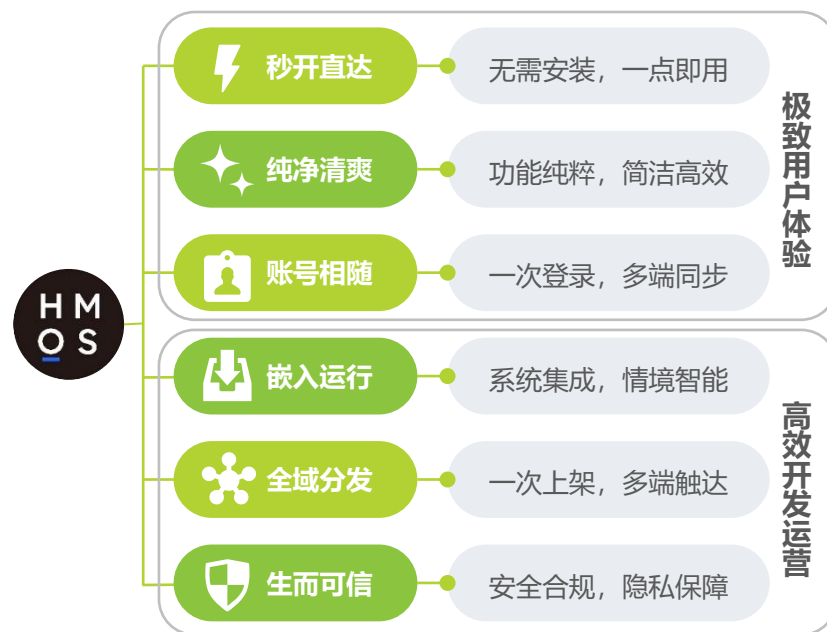 秒开直达
无需安装，一点即用
纯净清爽
功能纯粹，简洁高效
账号相随
一次登录，多端同步
极致用户体验
HM
OS
嵌入运行
系统集成，情境智能
全域分发
一次上架，多端触达
生而可信
安全合规，隐私保障
高效开发运营